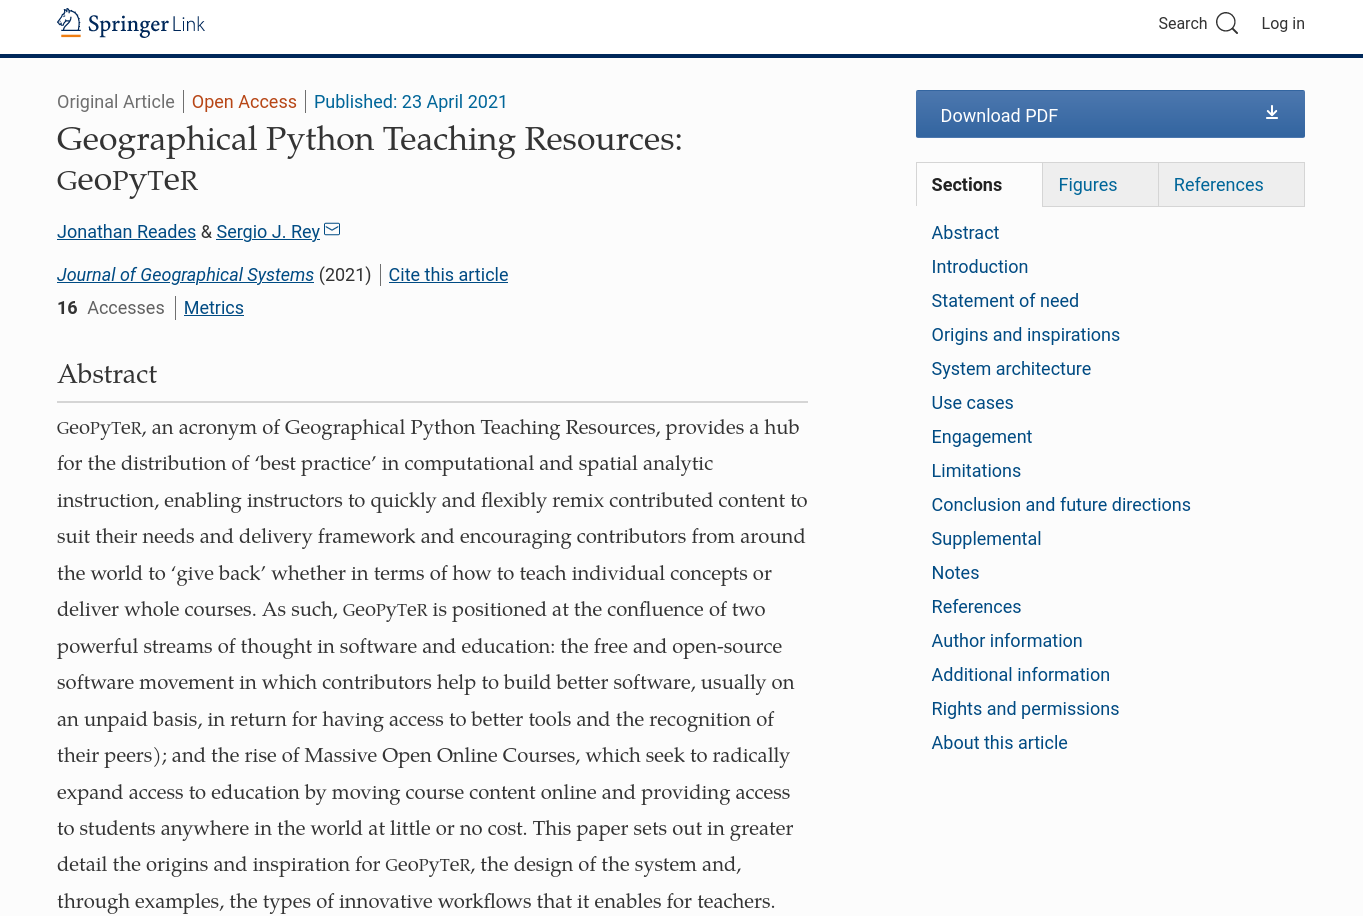 Springer Link
Search
Log in
Original Article
Open Access
Published: 23 April 2021
Geographical Python Teaching Resources:
GeoPyTeR
Jonathan Reades & Sergio J. Rey
Journal of Geographical Systems (2021)
Cite this article
16 Accesses
Metrics
Abstract
GeoPyTeR, an acronym of Geographical Python Teaching Resources, provides a hub
for the distribution of ‘best practice’ in computational and spatial analytic
instruction, enabling instructors to quickly and flexibly remix contributed content to
suit their needs and delivery framework and encouraging contributors from around
the world to ‘give back’ whether in terms of how to teach individual concepts or
deliver whole courses. As such, GeoPyTeR is positioned at the confluence of two
powerful streams of thought in software and education: the free and open-source
software movement in which contributors help to build better software, usually on
an unpaid basis, in return for having access to better tools and the recognition of
their peers); and the rise of Massive Open Online Courses, which seek to radically
expand access to education by moving course content online and providing access
to students anywhere in the world at little or no cost. This paper sets out in greater
detail the origins and inspiration for GeoPyTeR, the design of the system and,
through examples, the types of innovative workflows that it enables for teachers.
Download PDF
Sections
Figures
References
Abstract
Introduction
Statement of need
Origins and inspirations
System architecture
Use cases
Engagement
Limitations
Conclusion and future directions
Supplemental
Notes
References
Author information
Additional information
Rights and permissions
About this article